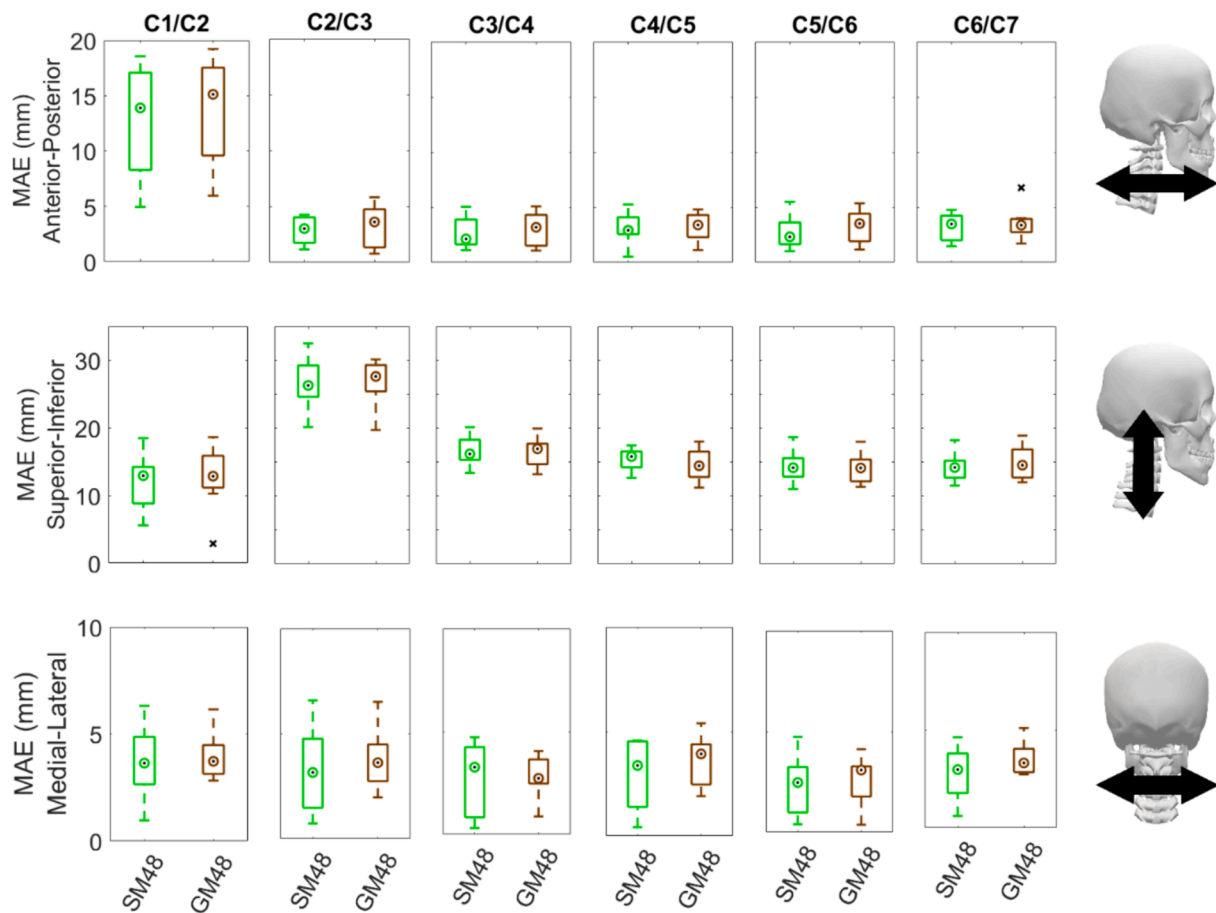 C1/C2 C2/C3 C3/C4 C4/C5 C5/C6 C6/C7
MAE (mm)
Anterior-Posterior
20
15
10
5
0
MAE (mm)
Superior-Inferior
30
20
10
0
MAE (mm)
Medial-Lateral
10
5
0
SM48 GM48 SM48 GM48 SM48 GM48 SM48 GM48 SM48 GM48 SM48 GM48